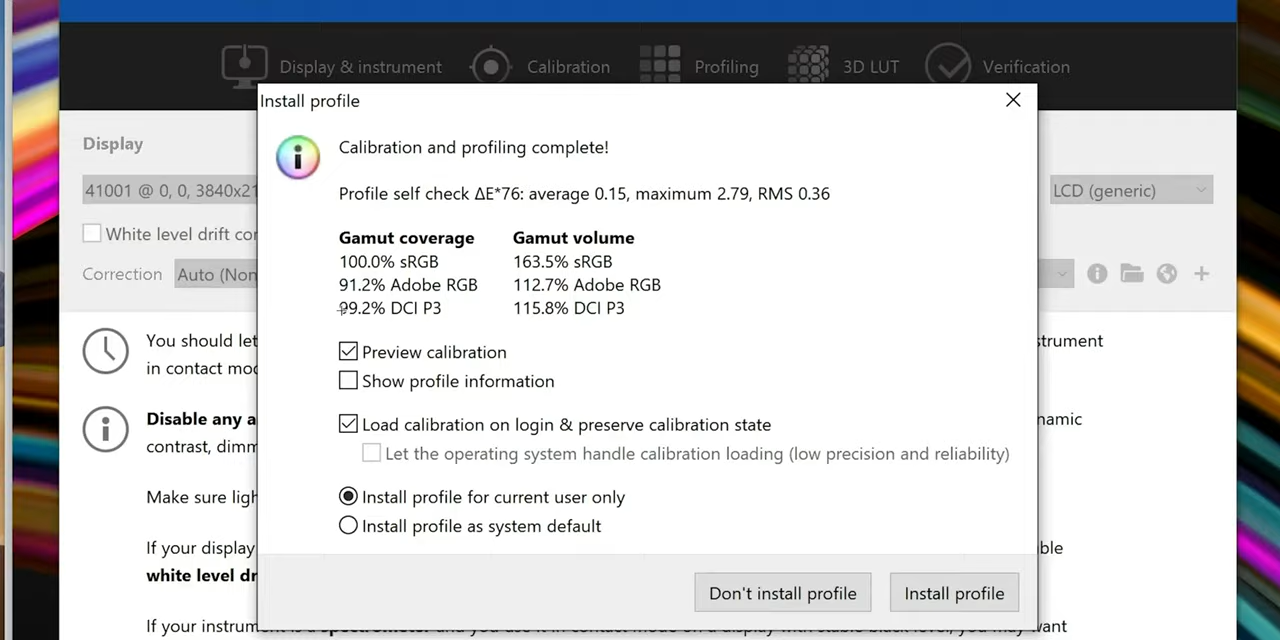 Display & instrument Calibration Profiling 3D LUT Verification
Install profile
Display
Calibration and profiling complete!
41001 @ 0, 0, 3840x21
Profile self check ΔE*76: average 0.15, maximum 2.79, RMS 0.36
LCD (generic)
White level drift cor
Gamut coverage Gamut volume
100.0% sRGB 163.5% sRGB
Correction Auto (Non
91.2% Adobe RGB 112.7% Adobe RGB
99.2% DCI P3 115.8% DCI P3
You should let
strument
in contact mod
Preview calibration
Show profile information
Disable any a
namic
contrast, dimm
Load calibration on login & preserve calibration state
Let the operating system handle calibration loading (low precision and reliability)
Make sure ligh
Install profile for current user only
Install profile as system default
If your display
ble
white level dr
Don't install profile Install profile
If your instrument is a spectrometer and you use it in contact mode on a display with stable black level, you may want